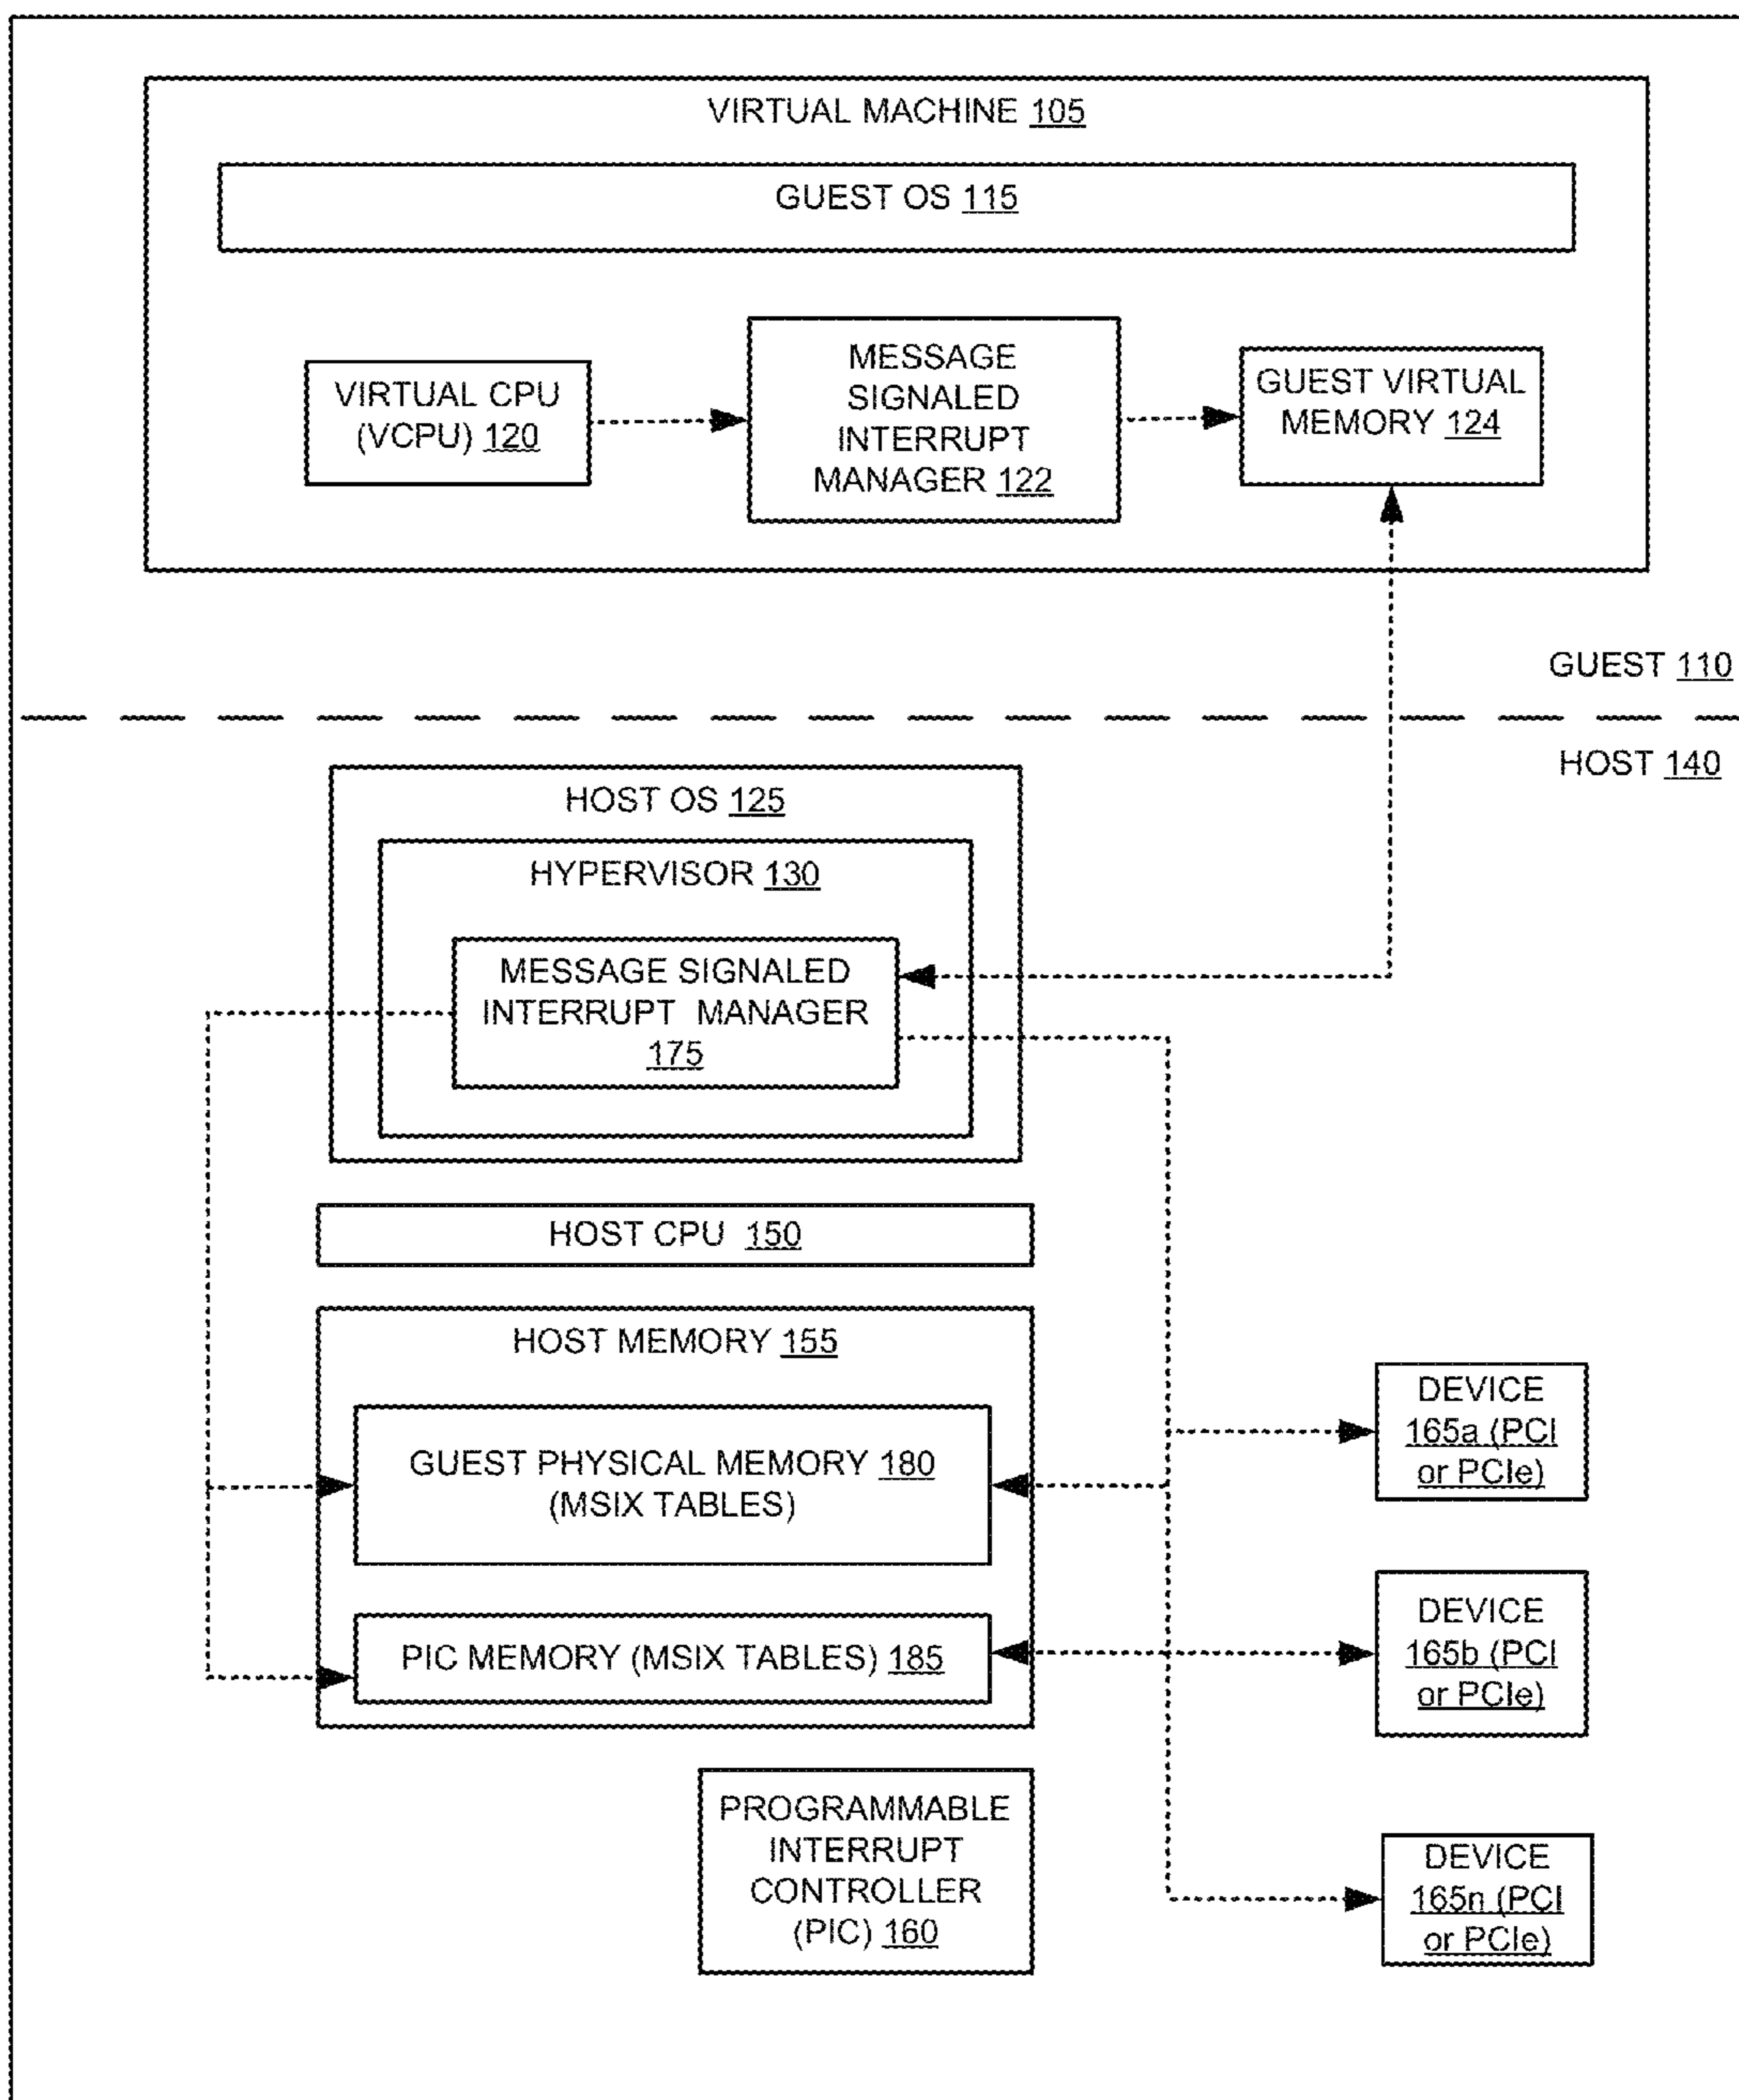 VIRTUAL MACHINE 105
GUEST OS 115
VIRTUAL CPU
(VCPU) 120
MESSAGE
SIGNALED
INTERRUPT
MANAGER 122
GUEST VIRTUAL
MEMORY 124
GUEST 110
HOST 140
HOST OS 125
HYPERVISOR 130
MESSAGE SIGNALED
INTERRUPT MANAGER
175
HOST CPU 150
HOST MEMORY 155
GUEST PHYSICAL MEMORY 180
(MSIX TABLES)
PIC MEMORY (MSIX TABLES) 185
DEVICE
165a (PCI
or PCIe)
DEVICE
165b (PCI
or PCIe)
PROGRAMMABLE
INTERRUPT
CONTROLLER
(PIC) 160
DEVICE
165n (PCI
or PCIe)